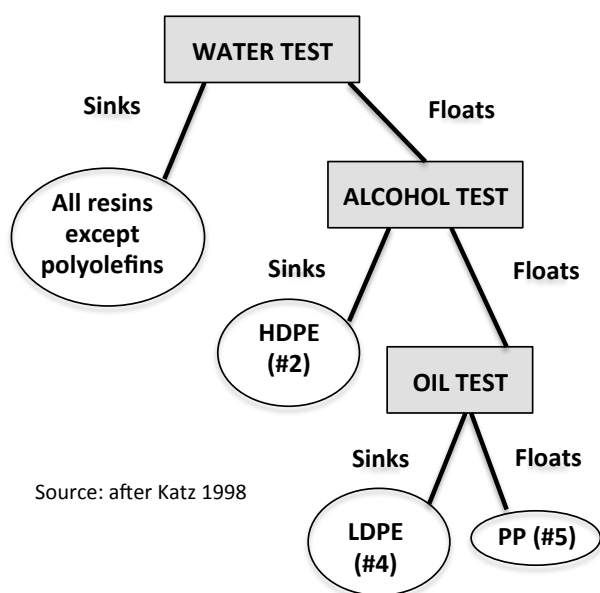 WATER TEST
Sinks
Floats
All resins
except
polyolefins
ALCOHOL TEST
Sinks
Floats
HDPE
(#2)
OIL TEST
Sinks
Floats
Source: after Katz 1998
LDPE
(#4)
PP (#5)